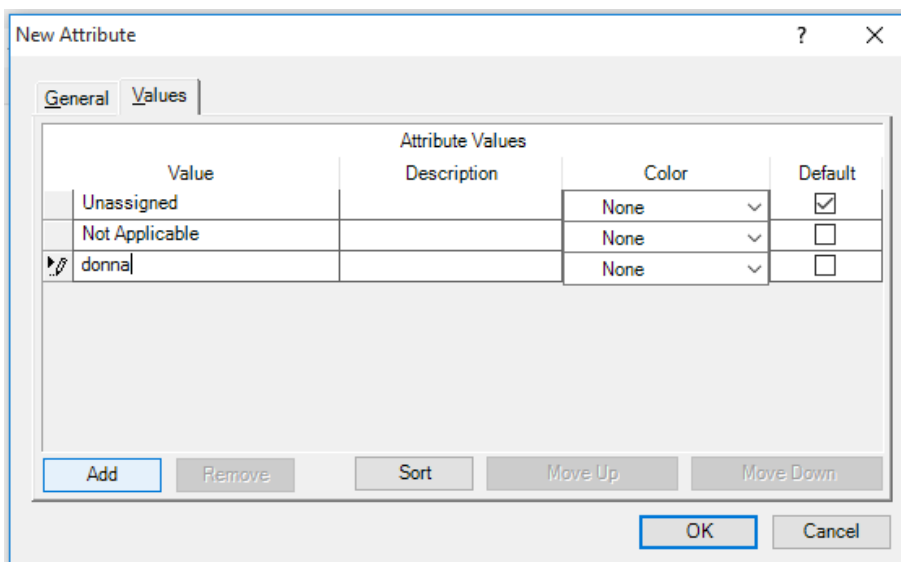 New Attribute ?
General Values
Attribute Values
Value Description Color Default
Unassigned None
Not Applicable None
donna None
Add Remove Sort Move Up Move Down
OK Cancel